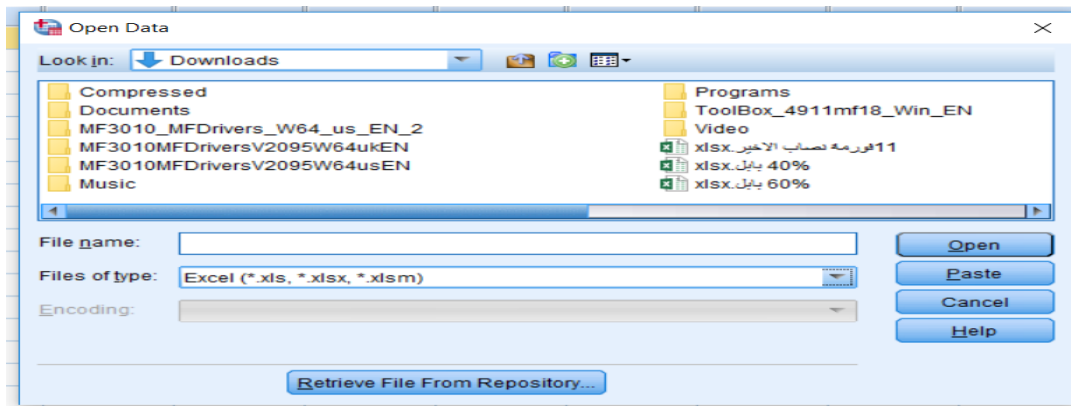 Open Data
Look in: Downloads
Compressed
Documents
MF3010_MFDrivers_W64_us_EN_2
MF3010MFDriversV2095W64ukEN
MF3010MFDriversV2095W64usEN
Music
Programs
ToolBox_4911mf18_Win_EN
Video
11فورمه نصاب الاخير.xlsx
40% بابل.xlsx
60% بابل.xlsx
File name:
Open
Files of type: Excel (*.xls, *.xlsx, *.xlsm)
Paste
Encoding:
Cancel
Help
Retrieve File From Repository...